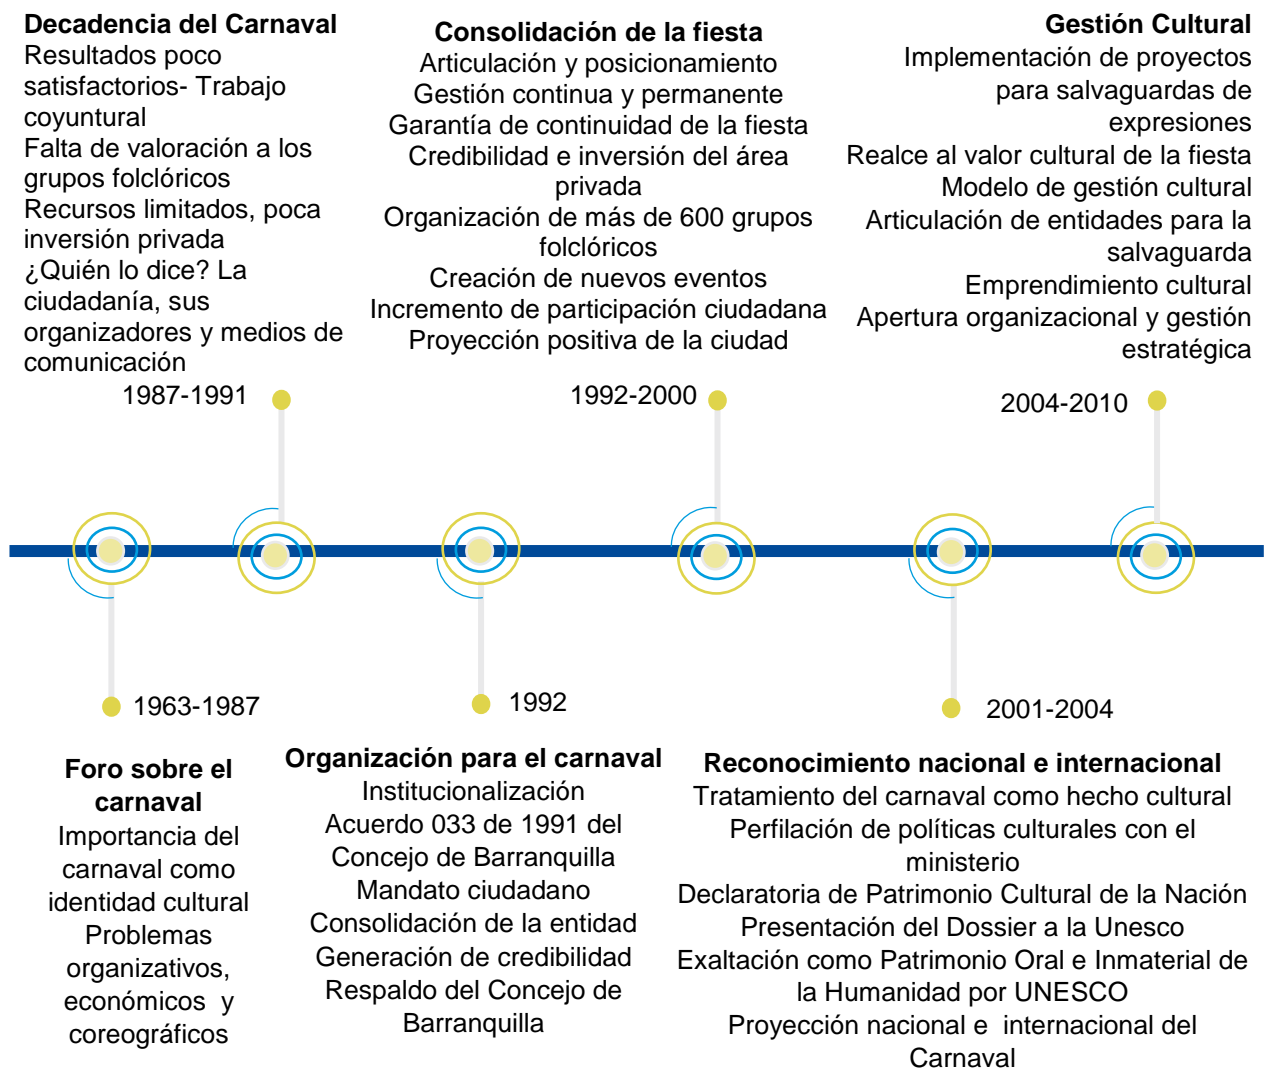 Decadencia del Carnaval
Resultados poco
satisfactorios- Trabajo
coyuntural
Falta de valoración a los
grupos folclóricos
Recursos limitados, poca
inversión privada
¿Quién lo dice? La
ciudadanía, sus
organizadores y medios de
comunicación
1987-1991
Consolidación de la fiesta
Articulación y posicionamiento
Gestión continua y permanente
Garantía de continuidad de la fiesta
Credibilidad e inversión del área
privada
Organización de más de 600 grupos
folclóricos
Creación de nuevos eventos
Incremento de participación ciudadana
Proyección positiva de la ciudad
1992-2000
Gestión Cultural
Implementación de proyectos
para salvaguardas de
expresiones
Realce al valor cultural de la fiesta
Modelo de gestión cultural
Articulación de entidades para la
salvaguarda
Emprendimiento cultural
Apertura organizacional y gestión
estratégica
2004-2010
1963-1987
Foro sobre el
carnaval
Importancia del
carnaval como
identidad cultural
Problemas
organizativos,
económicos  y
coreográficos
1992
Organización para el carnaval
Institucionalización
Acuerdo 033 de 1991 del
Concejo de Barranquilla
Mandato ciudadano
Consolidación de la entidad
Generación de credibilidad
Respaldo del Concejo de
Barranquilla
2001-2004
Reconocimiento nacional e internacional
Tratamiento del carnaval como hecho cultural
Perfilación de políticas culturales con el
ministerio
Declaratoria de Patrimonio Cultural de la Nación
Presentación del Dossier a la Unesco
Exaltación como Patrimonio Oral e Inmaterial de
la Humanidad por UNESCO
Proyección nacional e  internacional del
Carnaval